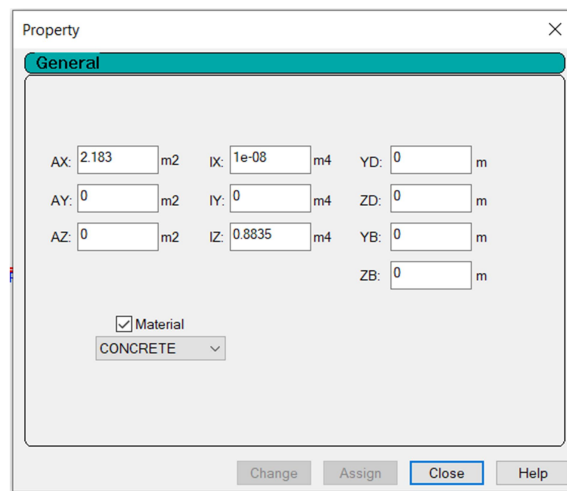 Property
General
AX: 2.183 m2 IX: 1e-08 m4 YD: 0 m
AY: 0 m2 IY: 0 m4 ZD: 0 m
AZ: 0 m2 IZ: 0.8835 m4 YB: 0 m
ZB: 0 m
Material
CONCRETE
Change Assign Close Help